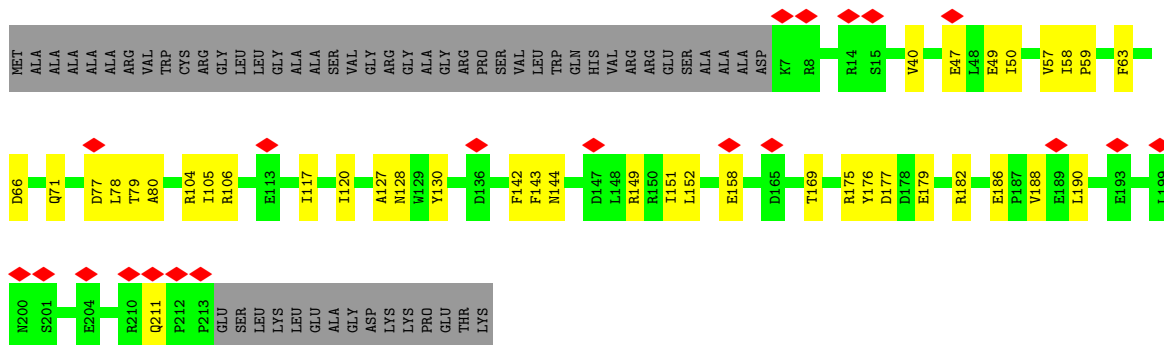 MET ALA ALA ALA ALA ALA ARG VAL TRP CYS ARG GLY LEU LEU GLY ALA ALA SER VAL GLY ARG GLY ALA GLY ARG PRO SER VAL LEU TRP GLN HIS VAL ARG ARG GLU SER ALA ALA ALA ASP K7 R8 R14 S15 V40 E47 L48 E49 I50 V57 I58 P59 F63
D66 Q71 D77 L78 T79 A80 R104 I105 R106 E113 I117 I120 A127 N128 W129 Y130 D136 F142 F143 N144 D147 L148 R149 R150 I151 L152 E158 D165 T169 R175 Y176 D177 D178 E179 R182 E186 P187 V188 E189 L190 E193 L199
N200 S201 E204 R210 Q211 P212 P213 GLU SER LEU LYS LEU GLU ALA GLY ASP LYS LYS PRO GLU THR LYS